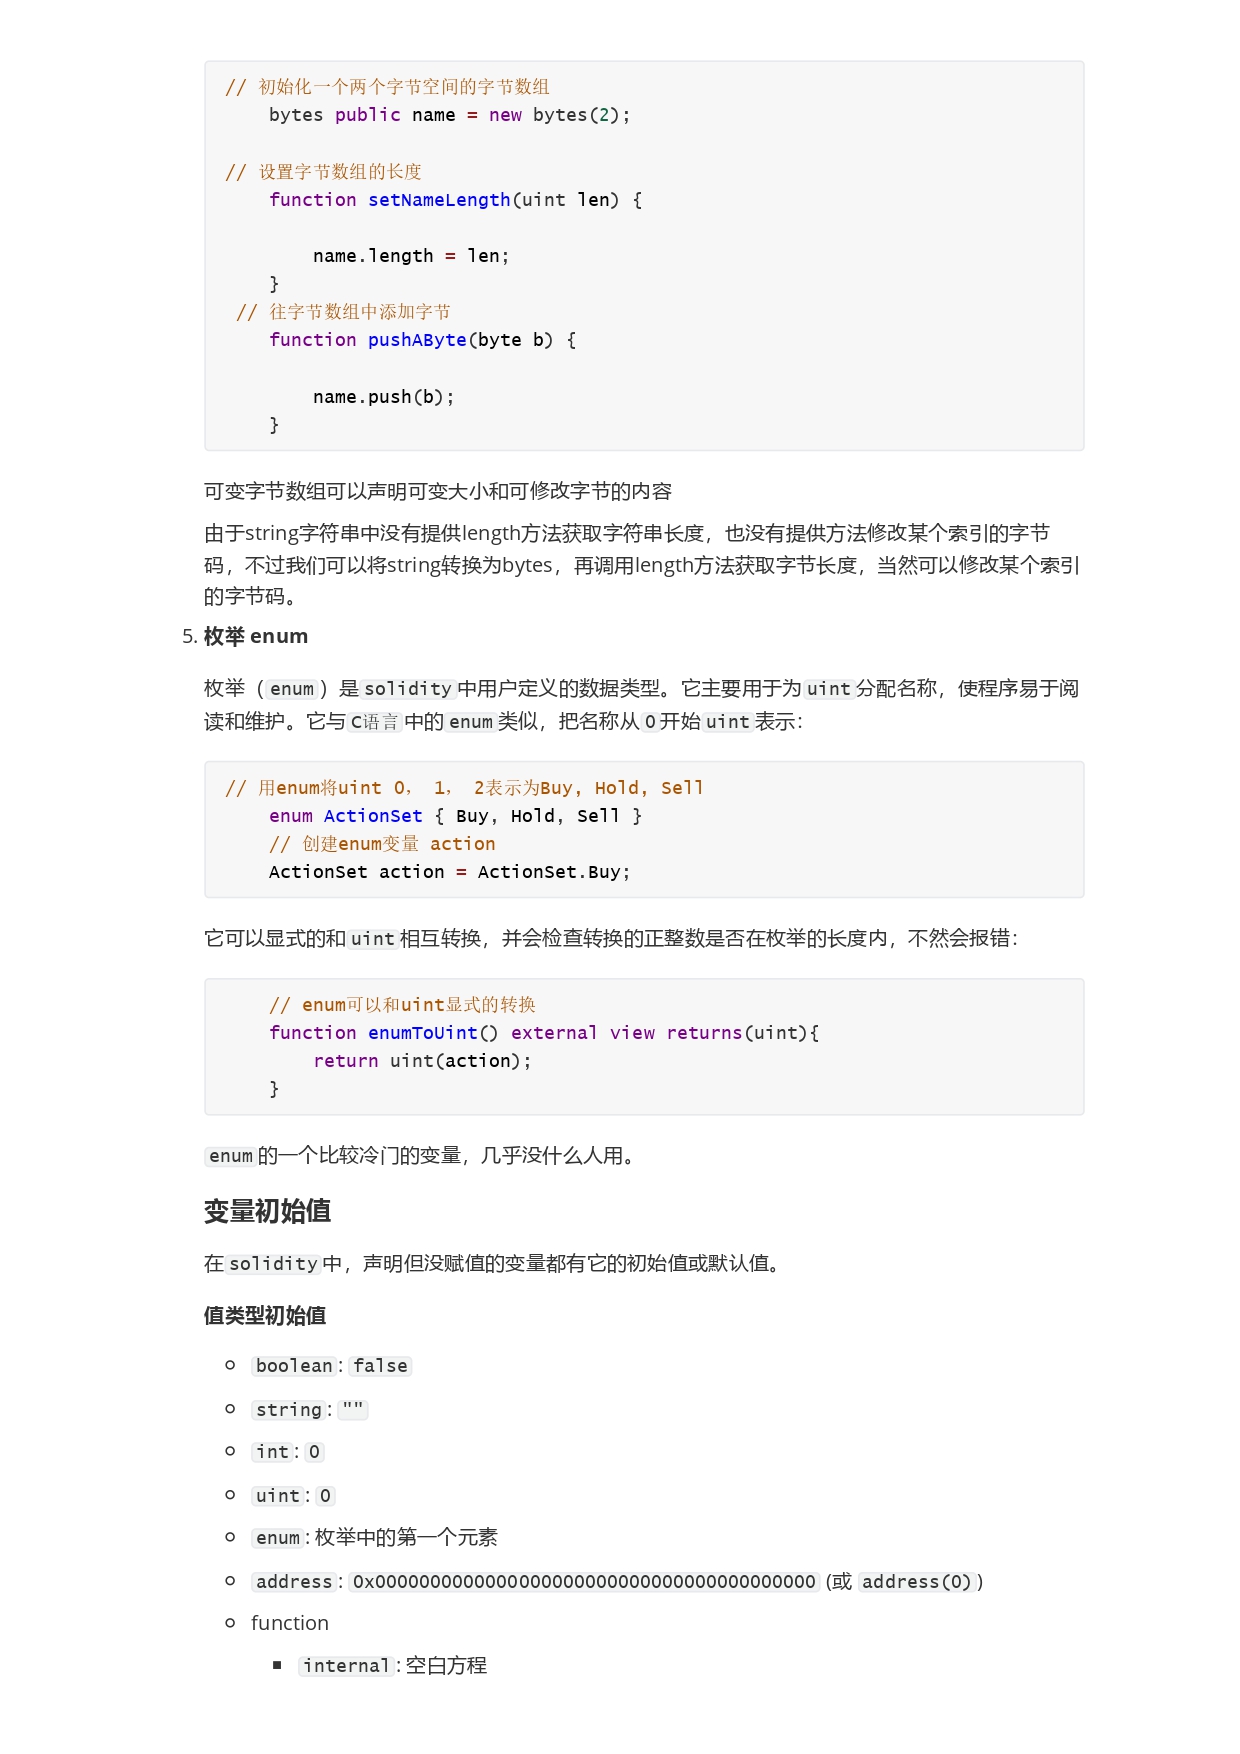 // 初始化一个两个字节空间的字节数组
    bytes public name = new bytes(2);
// 设置字节数组的长度
    function setNameLength(uint len) {
        name.length = len;
    }
 // 往字节数组中添加字节
    function pushAByte(byte b) {
        name.push(b);
    }
可变字节数组可以声明可变大小和可修改字节的内容
由于string字符串中没有提供length方法获取字符串长度，也没有提供方法修改某个索引的字节
码，不过我们可以将string转换为bytes，再调用length方法获取字节长度，当然可以修改某个索引
的字节码。
5. 枚举 enum
枚举（enum）是solidity中用户定义的数据类型。它主要用于为uint分配名称，使程序易于阅
读和维护。它与C语言中的enum类似，把名称从0开始uint表示：
// 用enum将uint 0， 1， 2表示为Buy, Hold, Sell
    enum ActionSet { Buy, Hold, Sell }
    // 创建enum变量 action
    ActionSet action = ActionSet.Buy;
它可以显式的和uint相互转换，并会检查转换的正整数是否在枚举的长度内，不然会报错：
    // enum可以和uint显式的转换
    function enumToUint() external view returns(uint){
        return uint(action);
    }
enum的一个比较冷门的变量，几乎没什么人用。
变量初始值
在solidity中，声明但没赋值的变量都有它的初始值或默认值。
值类型初始值
boolean: false
string: ""
int: 0
uint: 0
enum: 枚举中的第一个元素
address: 0x0000000000000000000000000000000000000000 (或 address(0))
function
internal: 空白方程